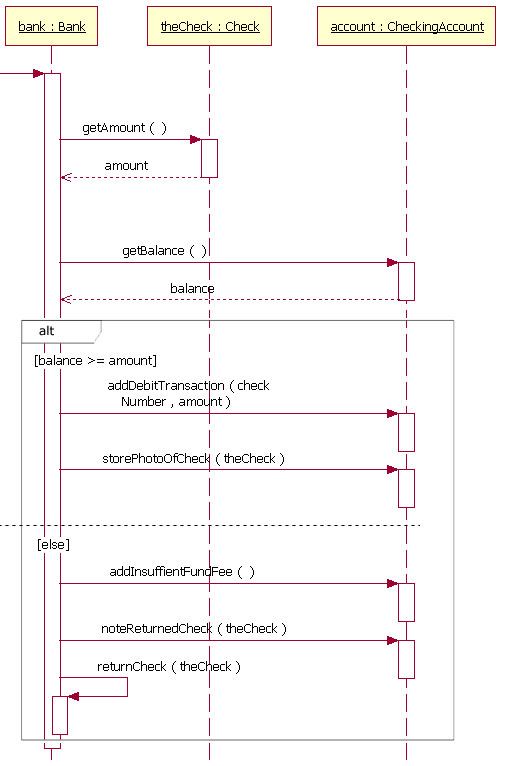 bank : Bank
theCheck : Check
account : CheckingAccount
getAmount ( )
amount
getBalance ( )
balance
alt
[balance >= amount]
addDebitTransaction ( check
Number , amount )
storePhotoOfCheck ( theCheck )
[else]
addInsuffientFundFee ( )
noteReturnedCheck ( theCheck )
returnCheck ( theCheck )